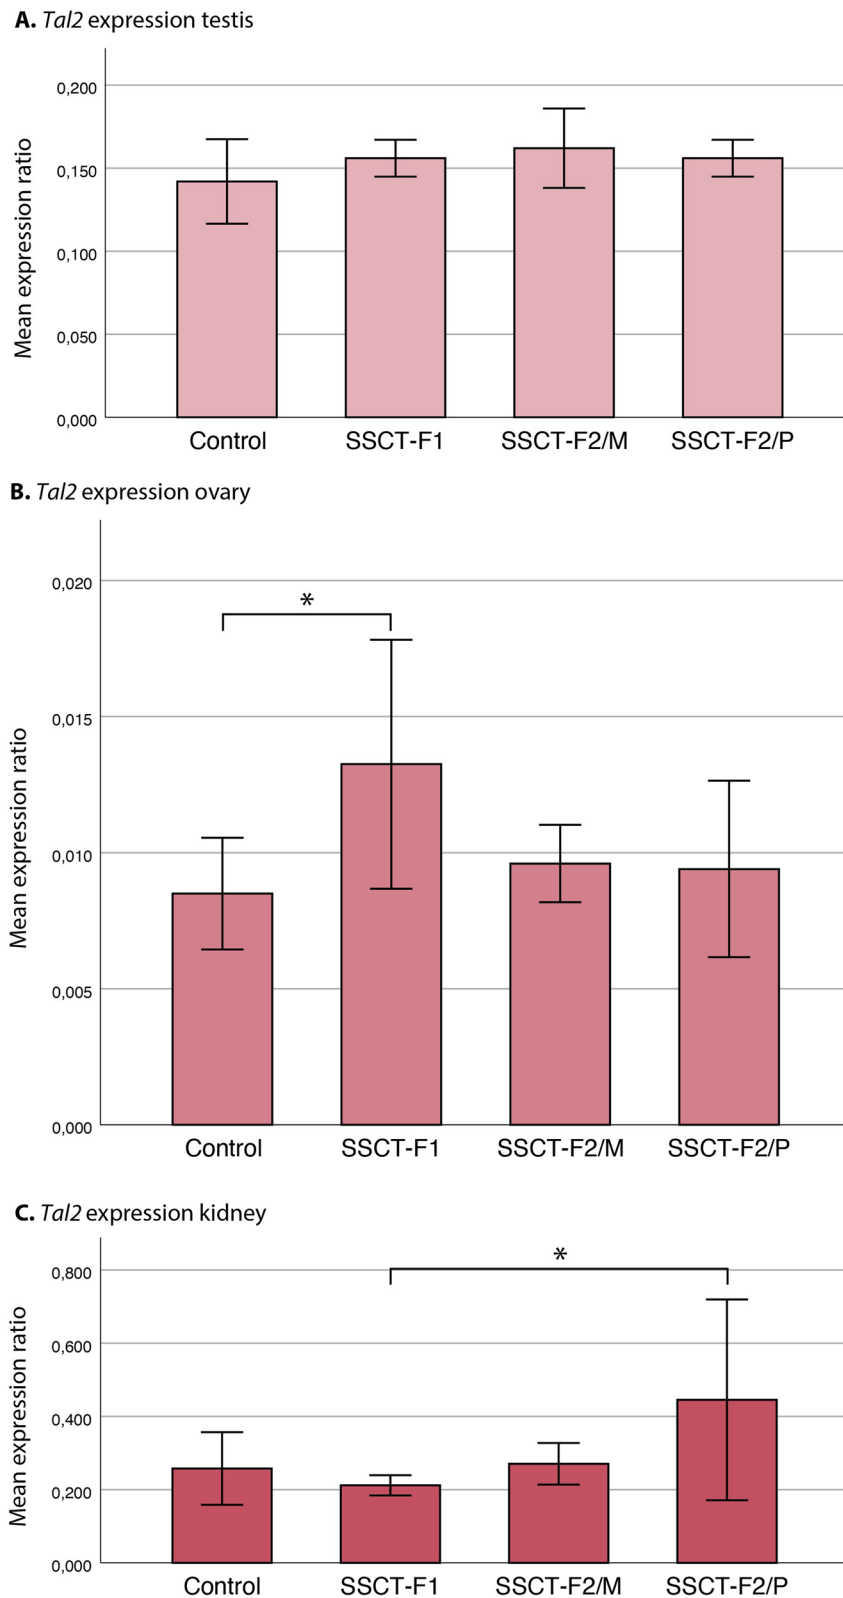 A. Tal2 expression testis
Mean expression ratio
0,200
0,150
0,100
0,050
0,000
Control SSCT-F1 SSCT-F2/M SSCT-F2/P
B. Tal2 expression ovary
Mean expression ratio
0,020
*
0,015
0,010
0,005
0,000
Control SSCT-F1 SSCT-F2/M SSCT-F2/P
C. Tal2 expression kidney
Mean expression ratio
*
0,800
0,600
0,400
0,200
0,000
Control SSCT-F1 SSCT-F2/M SSCT-F2/P